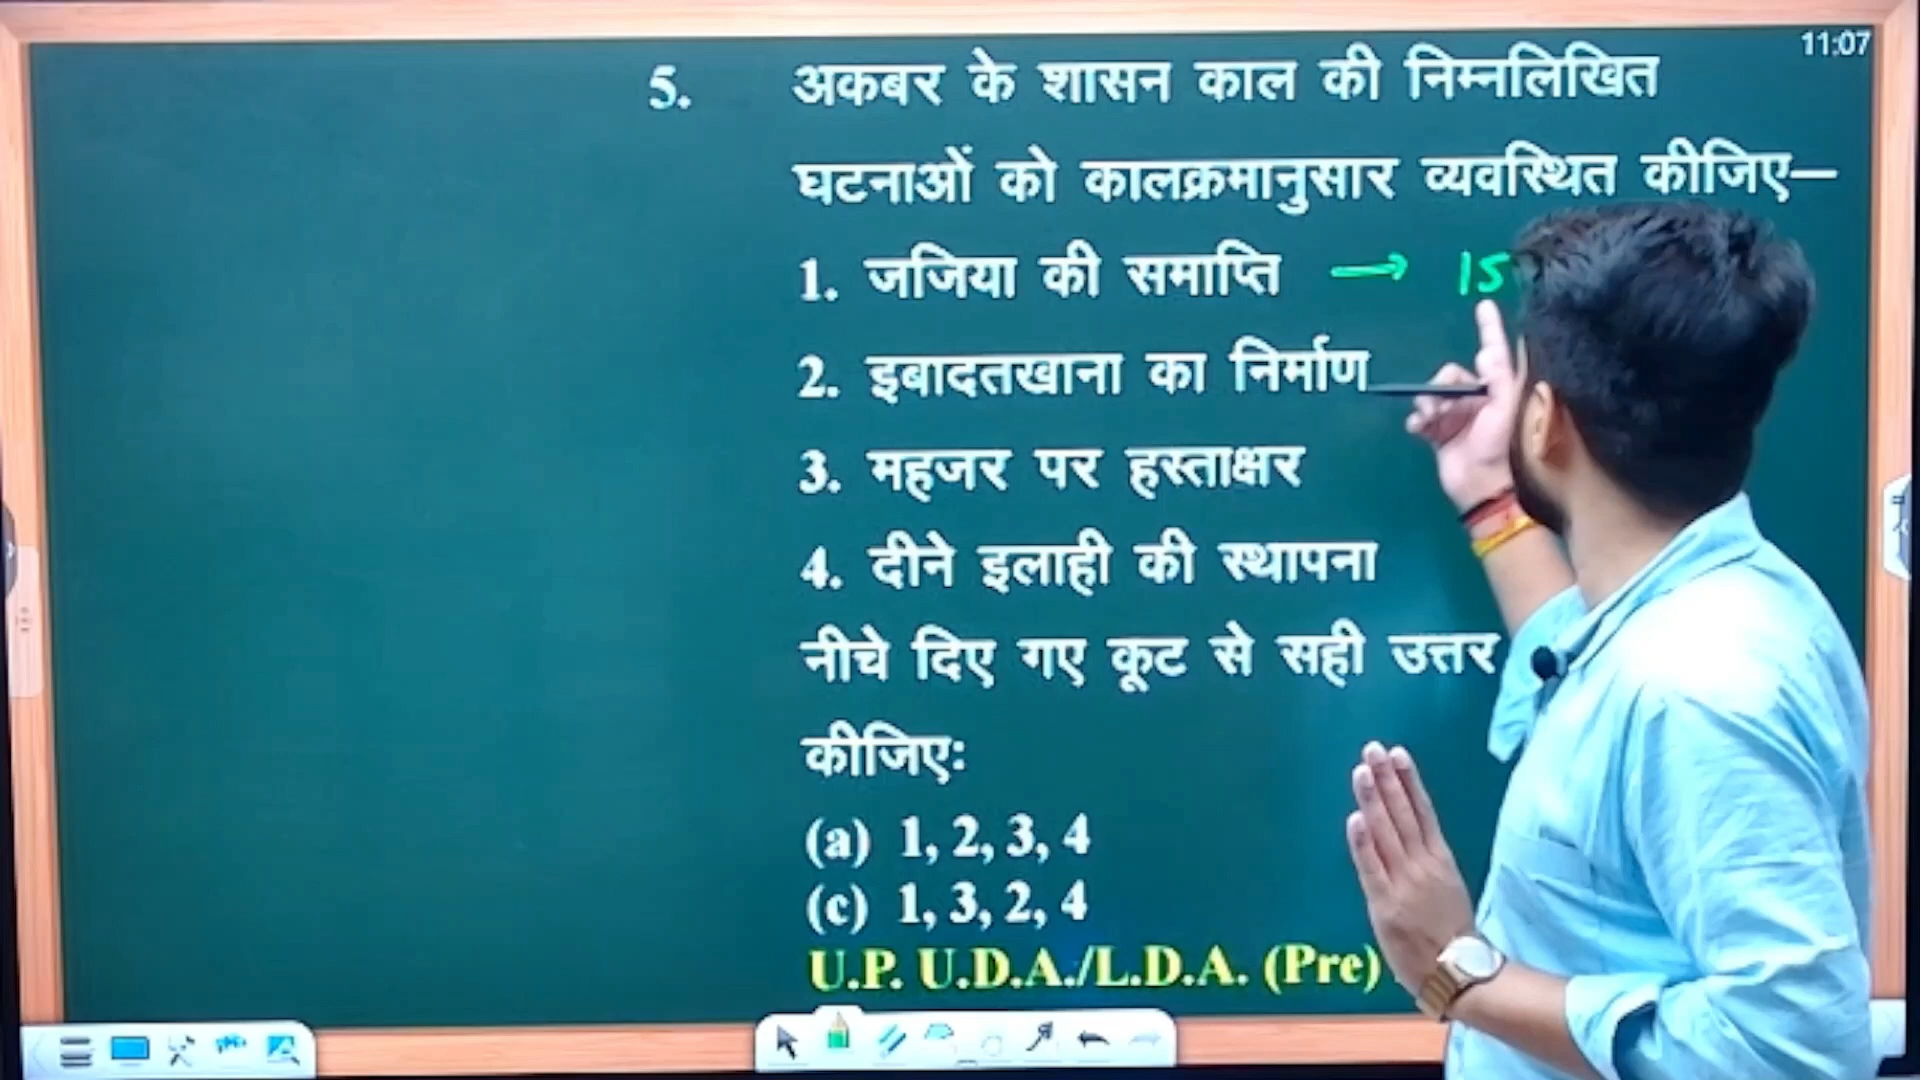 11:07
5. अकबर के शासन काल की निम्नलिखित
घटनाओं को कालक्रमानुसार व्यवस्थित कीजिए—
1. जजिया की समाप्ति → 15
2. इबादतखाना का निर्माण
3. महजर पर हस्ताक्षर
4. दीने इलाही की स्थापना
नीचे दिए गए कूट से सही उत्तर
कीजिएः
(a) 1, 2, 3, 4
(c) 1, 3, 2, 4
U.P. U.D.A./L.D.A. (Pre)